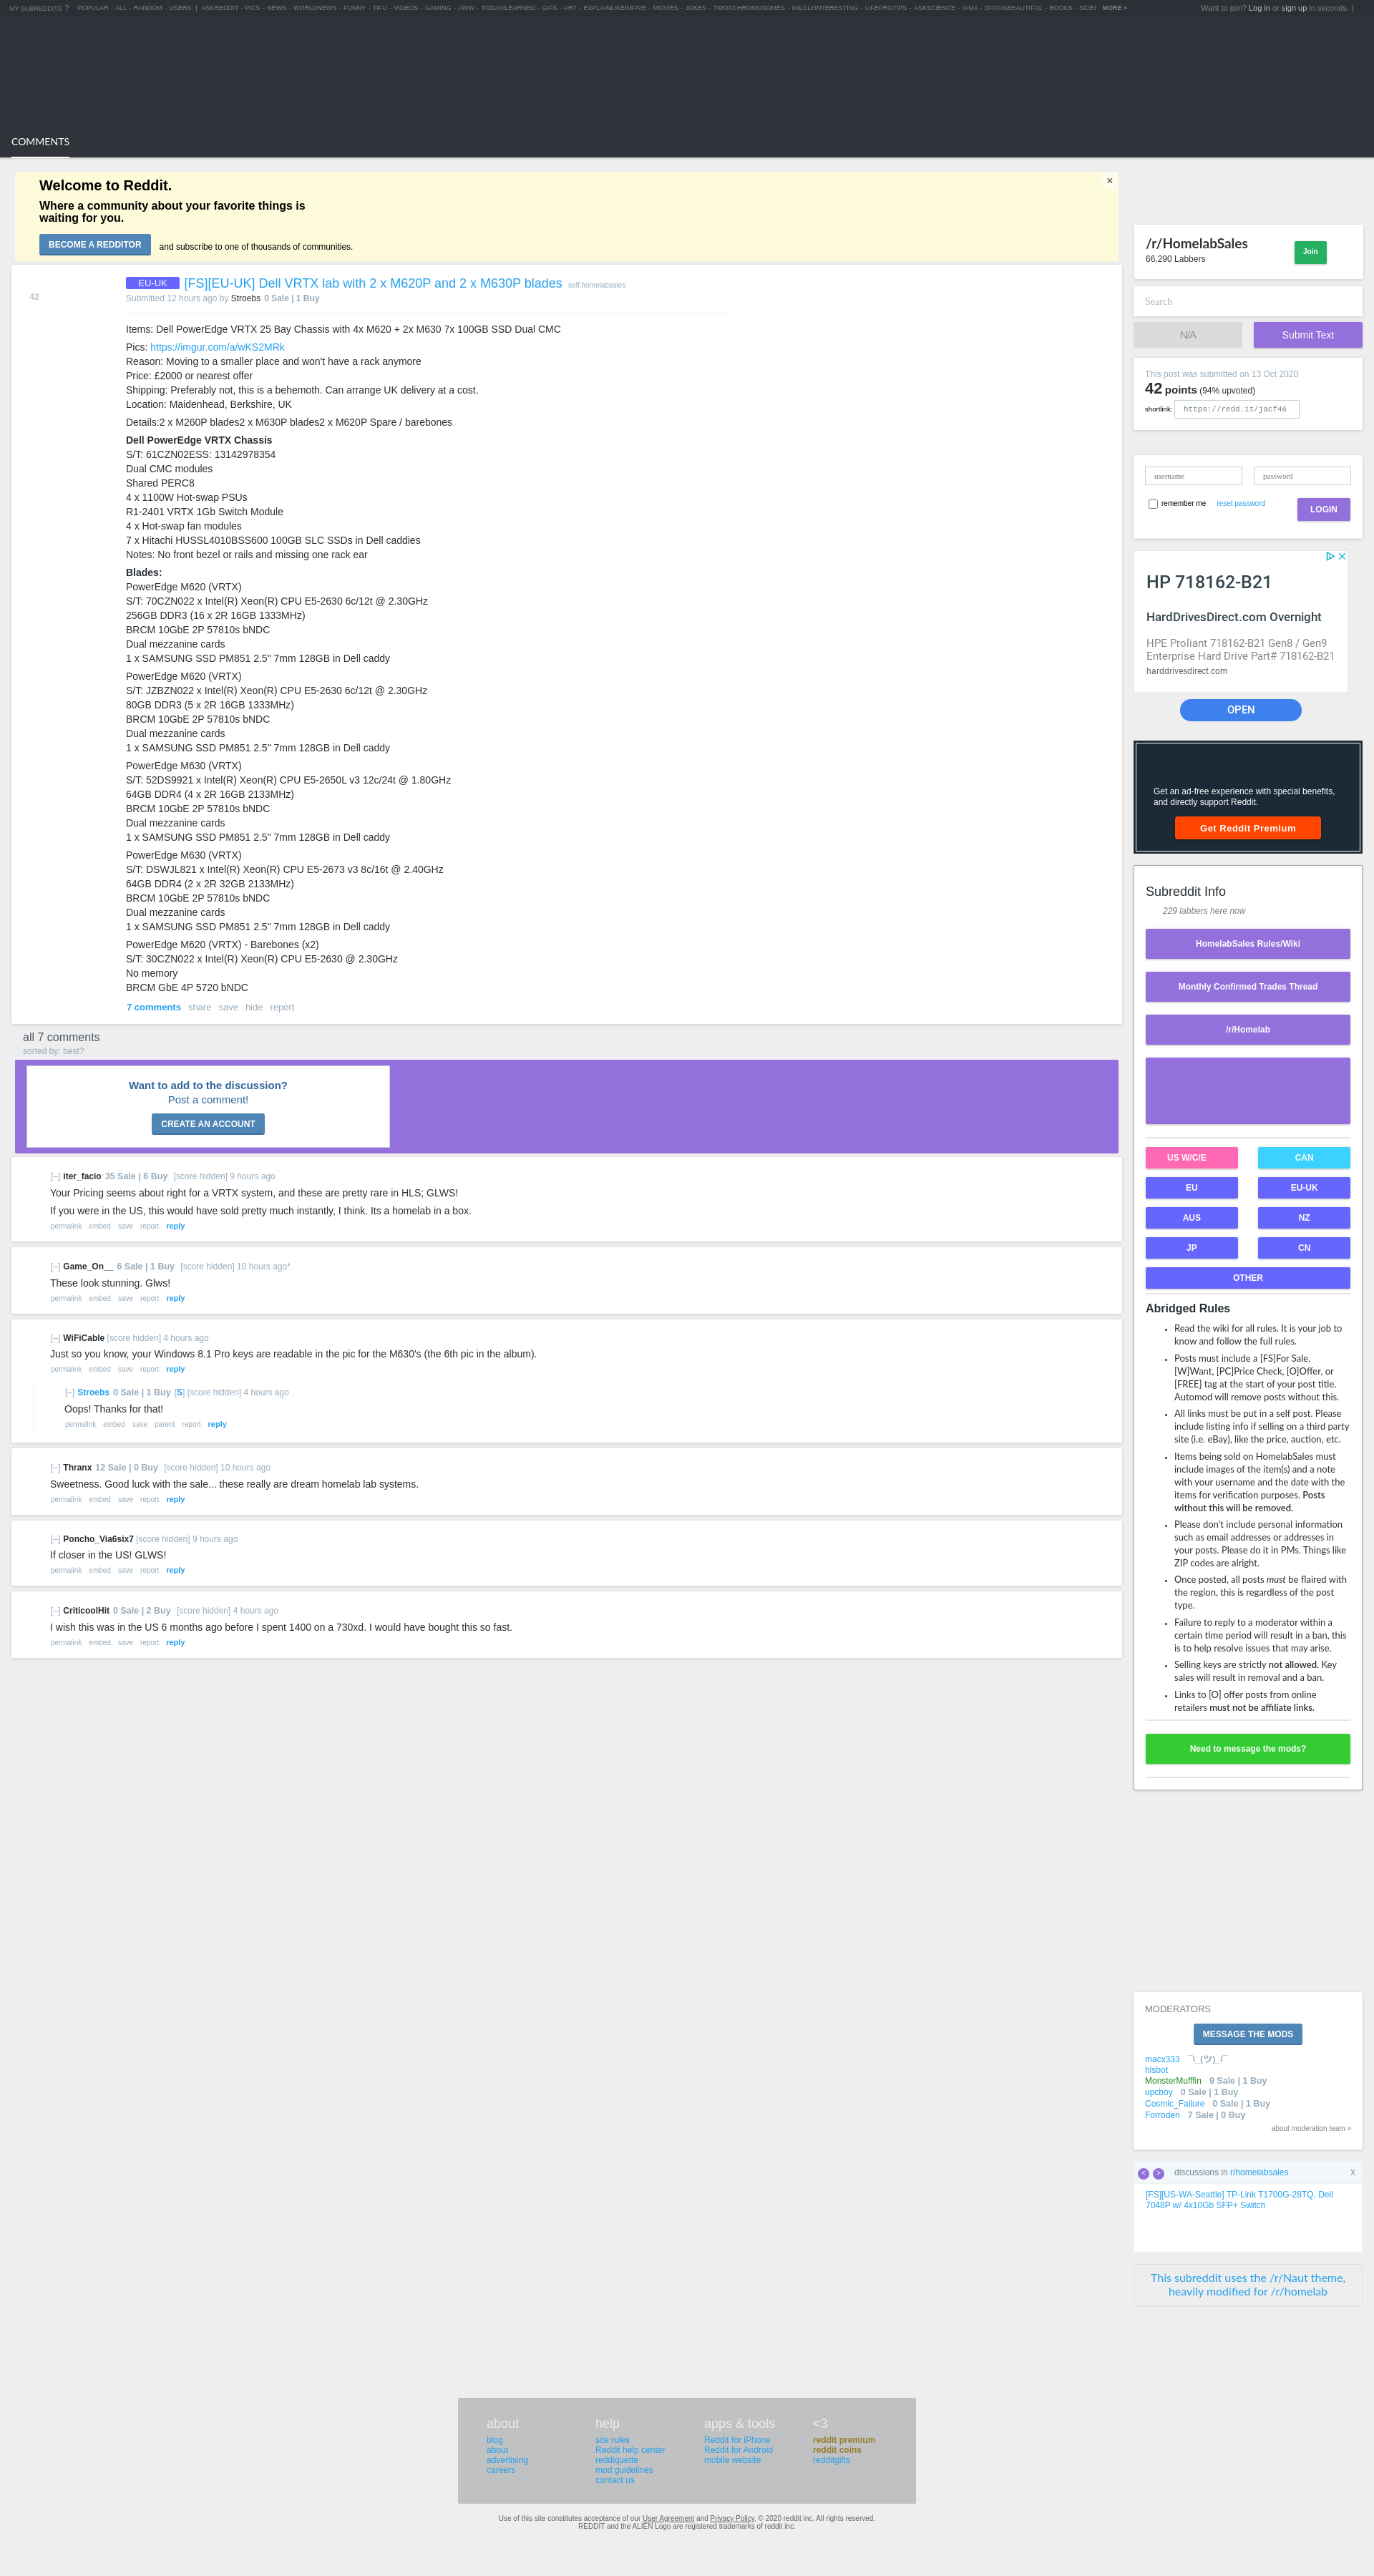 MY SUBREDDITS ? POPULAR - ALL - RANDOM - USERS | ASKREDDIT - PICS - NEWS - WORLDNEWS - FUNNY - TIFU - VIDEOS - GAMING - AWW - TODAYILEARNED - GIFS - ART - EXPLAINLIKEIMFIVE - MOVIES - JOKES - TWOXCHROMOSOMES - MILDLYINTERESTING - LIFEPROTIPS - ASKSCIENCE - IAMA - DATAISBEAUTIFUL - BOOKS - SCIE MORE » Want to join? Log in or sign up in seconds. |
COMMENTS
Welcome to Reddit.
Where a community about your favorite things is
waiting for you.
BECOME A REDDITOR and subscribe to one of thousands of communities.
×
42
EU-UK [FS][EU-UK] Dell VRTX lab with 2 x M620P and 2 x M630P blades self.homelabsales
Submitted 12 hours ago by Stroebs 0 Sale | 1 Buy
Items: Dell PowerEdge VRTX 25 Bay Chassis with 4x M620 + 2x M630 7x 100GB SSD Dual CMC
Pics: https://imgur.com/a/wKS2MRk
Reason: Moving to a smaller place and won't have a rack anymore
Price: £2000 or nearest offer
Shipping: Preferably not, this is a behemoth. Can arrange UK delivery at a cost.
Location: Maidenhead, Berkshire, UK
Details:2 x M260P blades2 x M630P blades2 x M620P Spare / barebones
Dell PowerEdge VRTX Chassis
S/T: 61CZN02ESS: 13142978354
Dual CMC modules
Shared PERC8
4 x 1100W Hot-swap PSUs
R1-2401 VRTX 1Gb Switch Module
4 x Hot-swap fan modules
7 x Hitachi HUSSL4010BSS600 100GB SLC SSDs in Dell caddies
Notes: No front bezel or rails and missing one rack ear
Blades:
PowerEdge M620 (VRTX)
S/T: 70CZN022 x Intel(R) Xeon(R) CPU E5-2630 6c/12t @ 2.30GHz
256GB DDR3 (16 x 2R 16GB 1333MHz)
BRCM 10GbE 2P 57810s bNDC
Dual mezzanine cards
1 x SAMSUNG SSD PM851 2.5" 7mm 128GB in Dell caddy
PowerEdge M620 (VRTX)
S/T: JZBZN022 x Intel(R) Xeon(R) CPU E5-2630 6c/12t @ 2.30GHz
80GB DDR3 (5 x 2R 16GB 1333MHz)
BRCM 10GbE 2P 57810s bNDC
Dual mezzanine cards
1 x SAMSUNG SSD PM851 2.5" 7mm 128GB in Dell caddy
PowerEdge M630 (VRTX)
S/T: 52DS9921 x Intel(R) Xeon(R) CPU E5-2650L v3 12c/24t @ 1.80GHz
64GB DDR4 (4 x 2R 16GB 2133MHz)
BRCM 10GbE 2P 57810s bNDC
Dual mezzanine cards
1 x SAMSUNG SSD PM851 2.5" 7mm 128GB in Dell caddy
PowerEdge M630 (VRTX)
S/T: DSWJL821 x Intel(R) Xeon(R) CPU E5-2673 v3 8c/16t @ 2.40GHz
64GB DDR4 (2 x 2R 32GB 2133MHz)
BRCM 10GbE 2P 57810s bNDC
Dual mezzanine cards
1 x SAMSUNG SSD PM851 2.5" 7mm 128GB in Dell caddy
PowerEdge M620 (VRTX) - Barebones (x2)
S/T: 30CZN022 x Intel(R) Xeon(R) CPU E5-2630 @ 2.30GHz
No memory
BRCM GbE 4P 5720 bNDC
7 comments share save hide report
all 7 comments
sorted by: best?
Want to add to the discussion?
Post a comment!
CREATE AN ACCOUNT
[–] iter_facio 35 Sale | 6 Buy [score hidden] 9 hours ago
Your Pricing seems about right for a VRTX system, and these are pretty rare in HLS; GLWS!
If you were in the US, this would have sold pretty much instantly, I think. Its a homelab in a box.
permalink embed save report reply
[–] Game_On__ 6 Sale | 1 Buy [score hidden] 10 hours ago*
These look stunning. Glws!
permalink embed save report reply
[–] WiFiCable [score hidden] 4 hours ago
Just so you know, your Windows 8.1 Pro keys are readable in the pic for the M630's (the 6th pic in the album).
permalink embed save report reply
[–] Stroebs 0 Sale | 1 Buy [S] [score hidden] 4 hours ago
Oops! Thanks for that!
permalink embed save parent report reply
[–] Thranx 12 Sale | 0 Buy [score hidden] 10 hours ago
Sweetness. Good luck with the sale... these really are dream homelab lab systems.
permalink embed save report reply
[–] Poncho_Via6six7 [score hidden] 9 hours ago
If closer in the US! GLWS!
permalink embed save report reply
[–] CriticoolHit 0 Sale | 2 Buy [score hidden] 4 hours ago
I wish this was in the US 6 months ago before I spent 1400 on a 730xd. I would have bought this so fast.
permalink embed save report reply
/r/HomelabSales
66,290 Labbers
Join
Search
N/A Submit Text
This post was submitted on 13 Oct 2020
42 points (94% upvoted)
shortlink: https://redd.it/jacf46
username password
remember me reset password LOGIN
HP 718162-B21
HardDrivesDirect.com Overnight
HPE Proliant 718162-B21 Gen8 / Gen9
Enterprise Hard Drive Part# 718162-B21
harddrivesdirect.com
OPEN
Get an ad-free experience with special benefits,
and directly support Reddit.
Get Reddit Premium
Subreddit Info
229 labbers here now
HomelabSales Rules/Wiki
Monthly Confirmed Trades Thread
/r/Homelab
US W/C/E CAN
EU EU-UK
AUS NZ
JP CN
OTHER
Abridged Rules
• Read the wiki for all rules. It is your job to
know and your follow the full rules.
• Posts must include a [FS]For Sale,
[W]Want, [PC]Price Check, [O]Offer, or
[FREE] tag at the start of your post title.
Automod will remove posts without this.
• All links must be put in a self post. Please
include listing info if selling on a third party
site (i.e. eBay), like the price, auction, etc.
• Items being sold on HomelabSales must
include images of the item(s) and a note
with your username and the date with the
items for verification purposes. Posts
without this will be removed.
• Please don't include personal information
such as email addresses or addresses in
your posts. Please do it in PMs. Things like
ZIP codes are alright.
• Once posted, all posts must be flaired with
the region, this is regardless of the post
type.
• Failure to reply to a moderator within a
certain time period will result in a ban, this
is to help resolve issues that may arise.
• Selling keys are strictly not allowed. Key
sales will result in removal and a ban.
• Links to [O] offer posts from online
retailers must not be affiliate links.
Need to message the mods?
MODERATORS
MESSAGE THE MODS
macx333 ¯\_(ツ)_/¯
hlsbot
MonsterMufffin 9 Sale | 1 Buy
upcboy 0 Sale | 1 Buy
Cosmic_Failure 0 Sale | 1 Buy
Forroden 7 Sale | 0 Buy
about moderation team »
< > discussions in r/homelabsales X
[FS][US-WA-Seattle] TP-Link T1700G-28TQ, Dell
7048P w/ 4x10Gb SFP+ Switch
This subreddit uses the /r/Naut theme,
heavily modified for /r/homelab
about
blog
about
advertising
careers
help
site rules
Reddit help center
reddiquette
mod guidelines
contact us
apps & tools
Reddit for iPhone
Reddit for Android
mobile website
<3
reddit premium
reddit coins
redditgifts
Use of this site constitutes acceptance of our User Agreement and Privacy Policy. © 2020 reddit inc. All rights reserved.
REDDIT and the ALIEN Logo are registered trademarks of reddit inc.